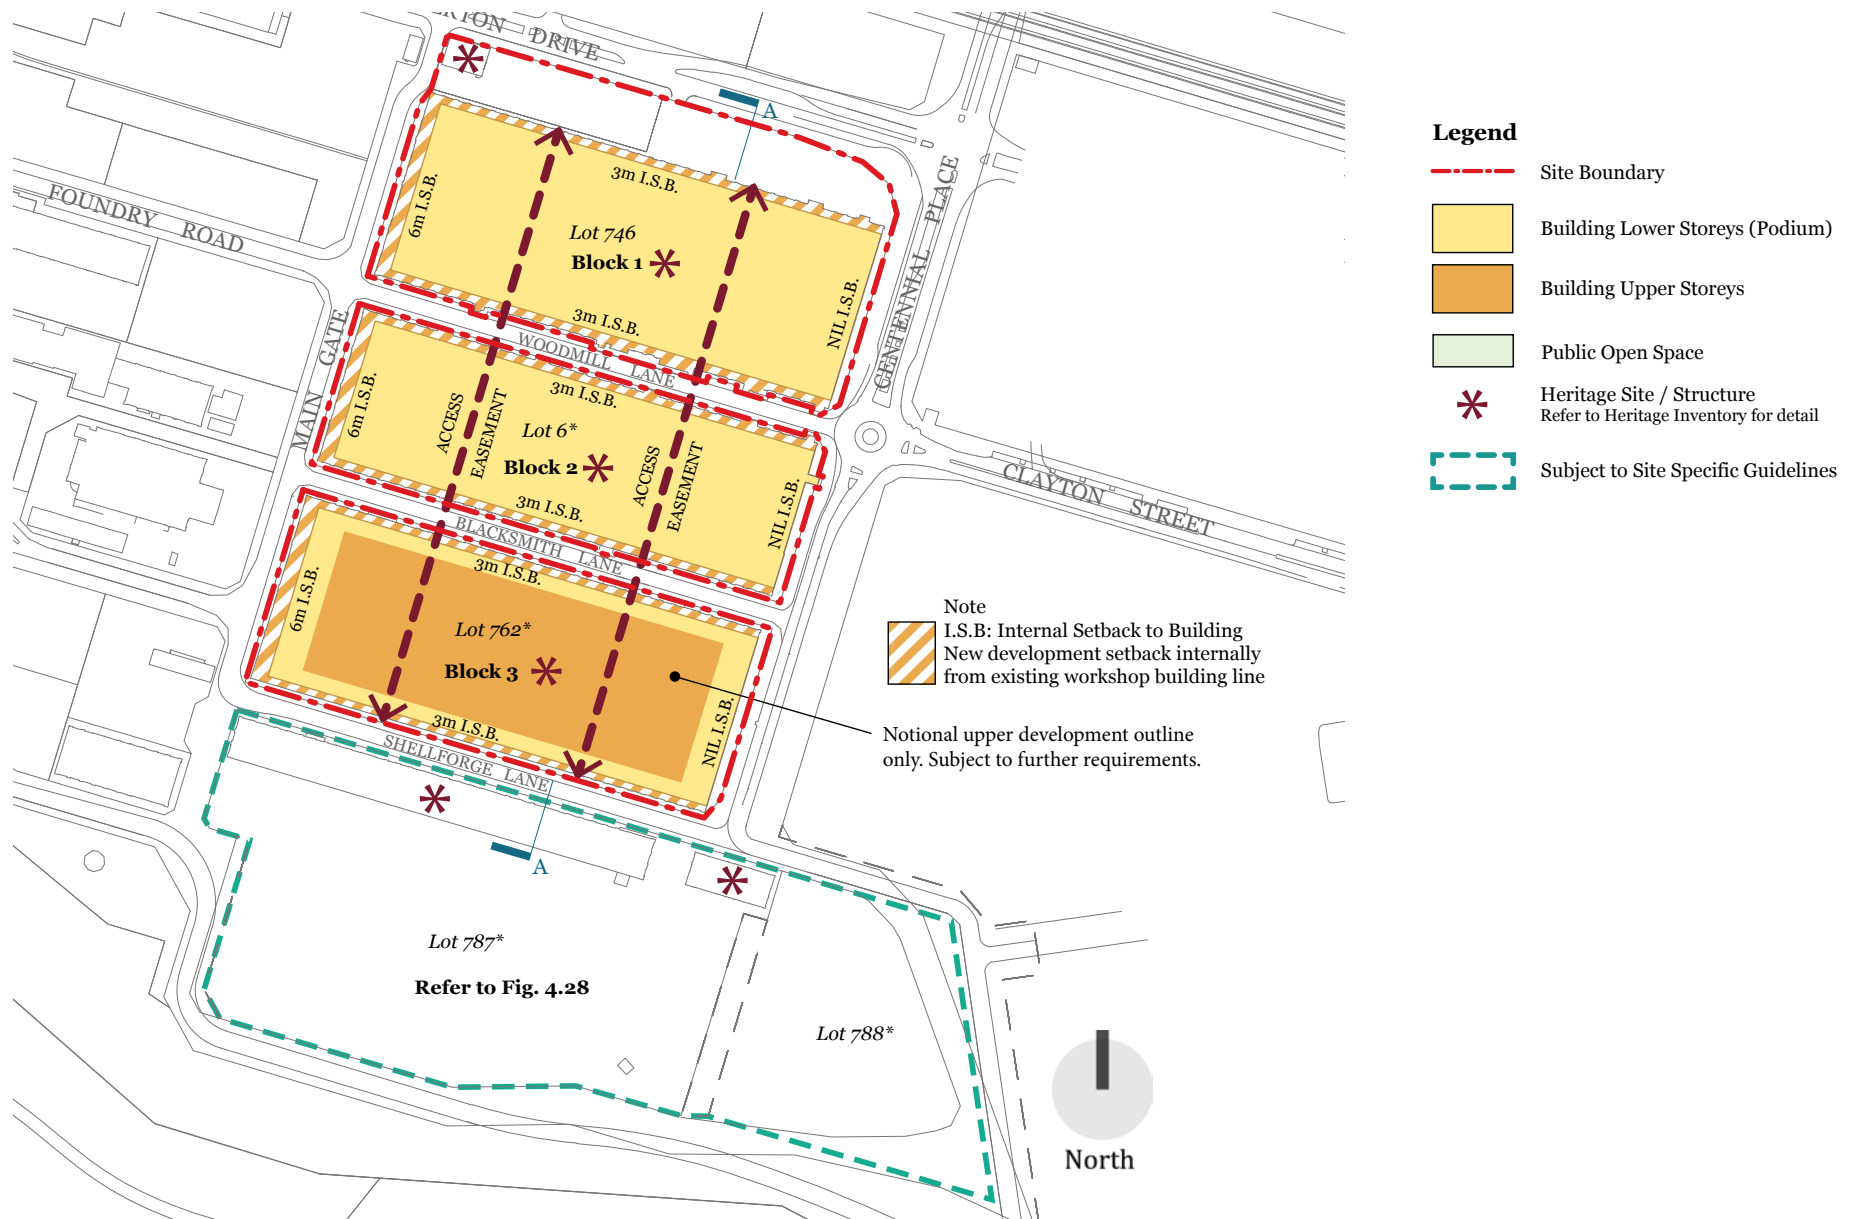 DRIVE
A
FOUNDRY ROAD
6m I.S.B.
3m I.S.B.
Lot 746
Block 1
3m I.S.B.
NIL I.S.B.
CENTENNIAL PLACE
MAIN GATE
WOODMILL LANE
6m I.S.B.
3m I.S.B.
ACCESS
EASEMENT
Lot 6*
Block 2
ACCESS
EASEMENT
3m I.S.B.
NIL I.S.B.
CLAYTON STREET
BLACKSMITH LANE
6m I.S.B.
3m I.S.B.
Lot 762*
Block 3
3m I.S.B.
NIL I.S.B.
SHELLFORGE LANE
A
Lot 787*
Refer to Fig. 4.28
Lot 788*
Note
I.S.B: Internal Setback to Building
New development setback internally
from existing workshop building line
Notional upper development outline
only. Subject to further requirements.
North
Legend
Site Boundary
Building Lower Storeys (Podium)
Building Upper Storeys
Public Open Space
Heritage Site / Structure
Refer to Heritage Inventory for detail
Subject to Site Specific Guidelines